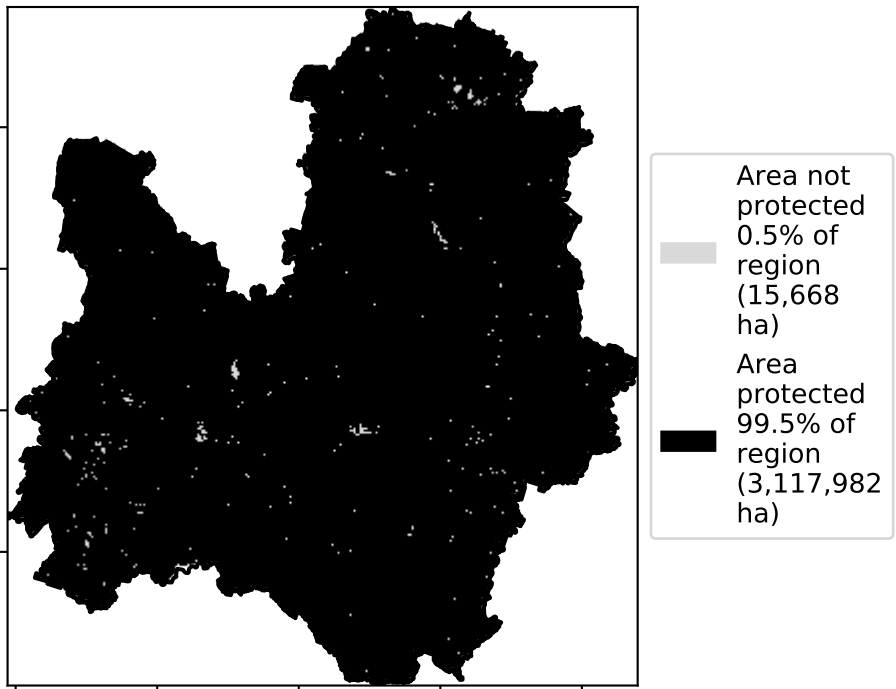 Area not
protected
0.5% of
region
(15,668
ha)
Area
protected
99.5% of
region
(3,117,982
ha)